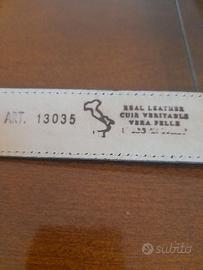 ART. 13035
REAL LEATHER
CUIR VERITABLE
VERA PELLE
subito